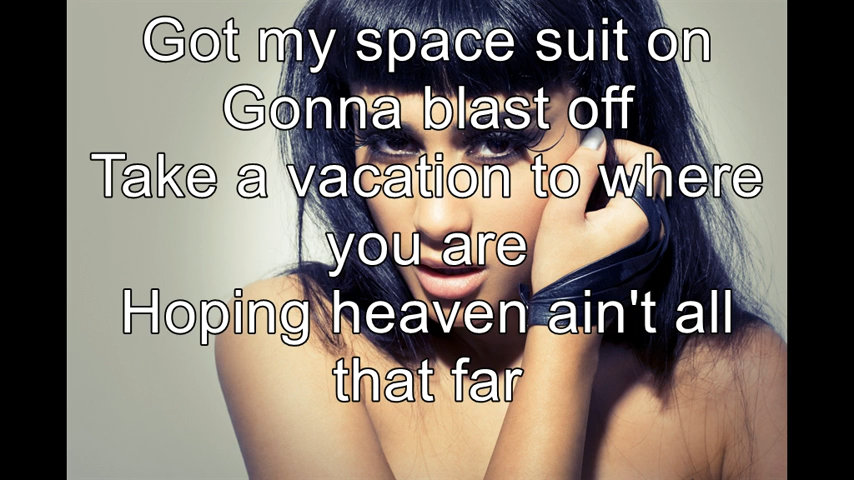 Got my space suit on
Gonna blast off
Take a vacation to where
you are
Hoping heaven ain't all
that far